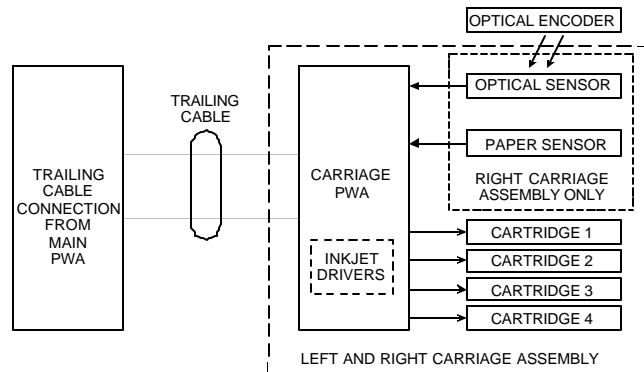 OPTICAL ENCODER
OPTICAL SENSOR
TRAILING
CABLE
PAPER SENSOR
TRAILING
CABLE
CONNECTION
FROM
MAIN
PWA
CARRIAGE
PWA
RIGHT CARRIAGE
ASSEMBLY ONLY
CARTRIDGE 1
INKJET
DRIVERS
CARTRIDGE 2
CARTRIDGE 3
CARTRIDGE 4
LEFT AND RIGHT CARRIAGE ASSEMBLY